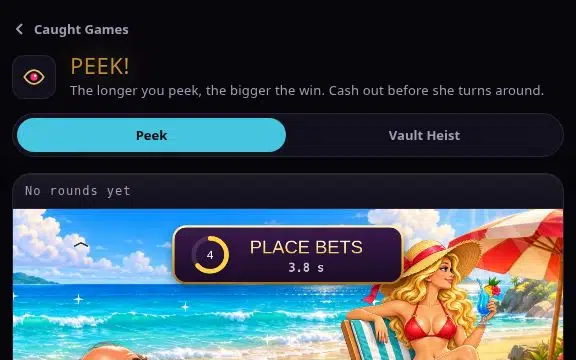 Caught Games
PEEK!
The longer you peek, the bigger the win. Cash out before she turns around.
Peek
Vault Heist
No rounds yet
4
PLACE BETS
3.8 s